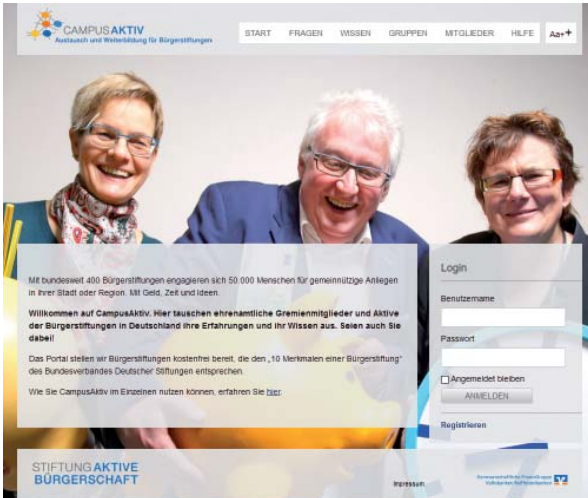 CAMPUSAKTIV
Austausch und Weiterbildung für Bürgerstiftungen
START FRAGEN WISSEN GRUPPEN MITGLIEDER HILFE Aa+
Mit bundesweit 400 Bürgerstiftungen engagieren sich 50.000 Menschen für gemeinnützige Anliegen
in ihrer Stadt oder Region. Mit Geld, Zeit und Ideen.
Willkommen auf CampusAktiv. Hier tauschen ehrenamtliche Gremienmitglieder und Aktive
der Bürgerstiftungen in Deutschland ihre Erfahrungen und ihr Wissen aus. Seien auch Sie
dabei!
Das Portal stellen wir Bürgerstiftungen kostenfrei bereit, die den „10 Merkmalen einer Bürgerstiftung"
des Bundesverbandes Deutscher Stiftungen entsprechen.
Wie Sie CampusAktiv im Einzelnen nutzen können, erfahren Sie hier.
Login
Benutzername
Passwort
Angemeldet bleiben
ANMELDEN
Registrieren
STIFTUNG AKTIVE
BÜRGERSCHAFT
Impressum
Genossenschaftliche FinanzGruppe
Volksbanken Raiffeisenbanken